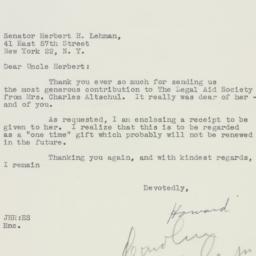 Senator Herbert H. Lehman,
41 East 57th Street
New York 22, N. Y.
Dear Uncle Herbert:
Thank you ever so much for sending us
the most generous contribution to The Legal Aid Society
from Mrs. Charles Altschul. It really was dear of her -
and of you.
As requested, I am enclosing a receipt to be
given to her. I realize that this is to be regarded
as a "one time" gift which probably will not be renewed
in the future.
Thanking you again, and with kindest regards,
I remain
Devotedly,
Howard
JHR:ES
Enc.